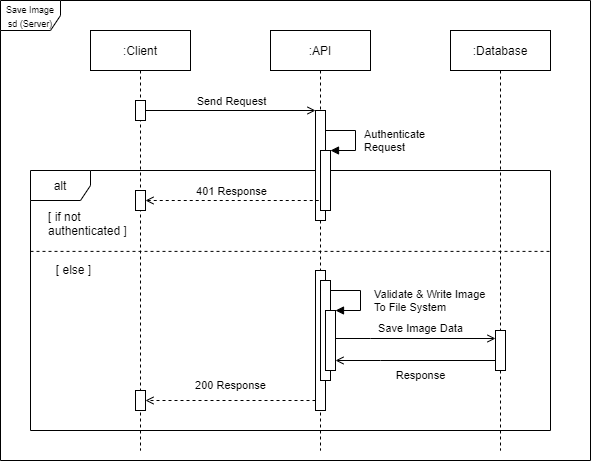 Save Image
sd (Server)
:Client
:API
:Database
Send Request
Authenticate
Request
alt
401 Response
[ if not
authenticated ]
[ else ]
Validate & Write Image
To File System
Save Image Data
Response
200 Response